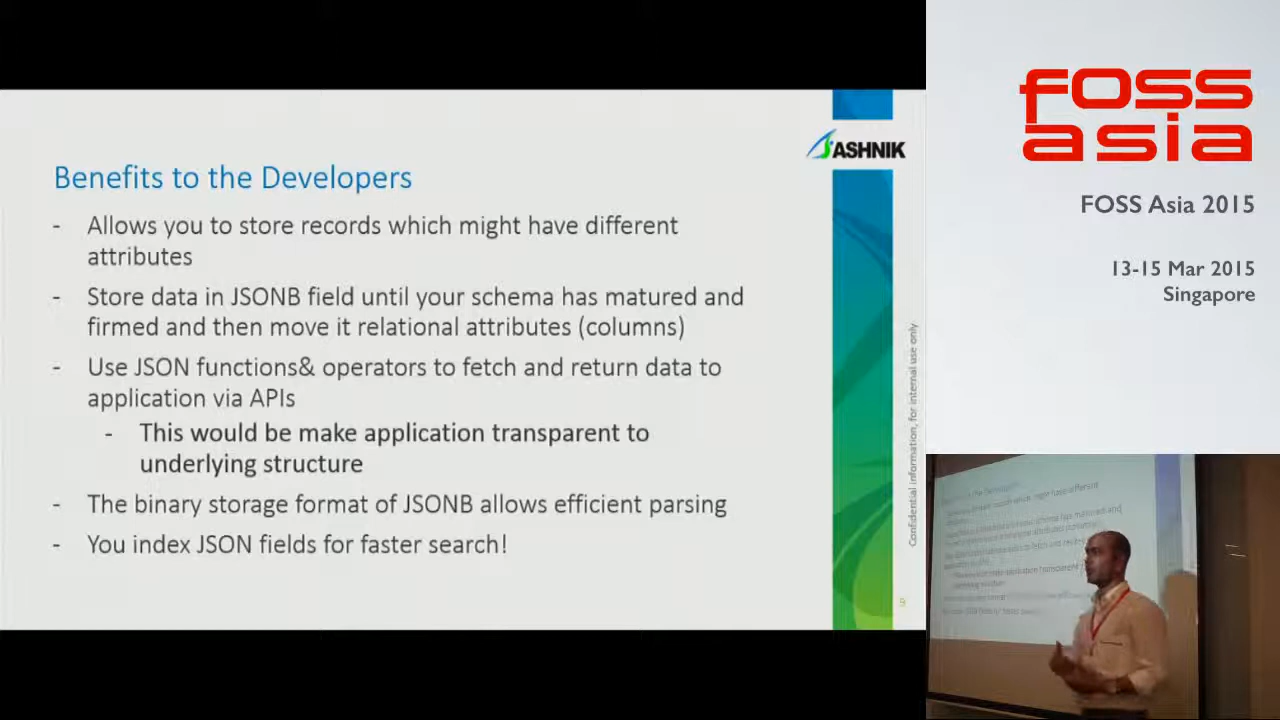 Benefits to the Developers
- Allows you to store records which might have different
attributes
- Store data in JSONB field until your schema has matured and
firmed and then move it relational attributes (columns)
- Use JSON functions& operators to fetch and return data to
application via APIs
- This would be make application transparent to
underlying structure
- The binary storage format of JSONB allows efficient parsing
- You index JSON fields for faster search!
ASHNIK
Confidential information, for internal use only
9
foss
asia
FOSS Asia 2015
13-15 Mar 2015
Singapore